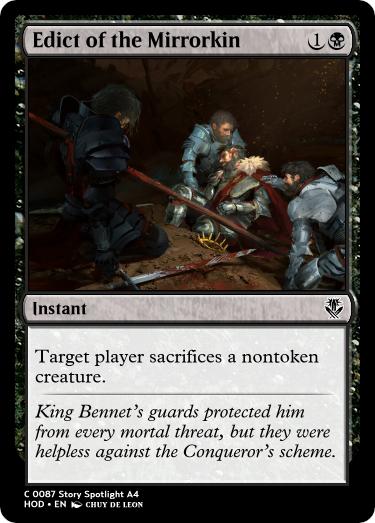 Edict of the Mirrorkin 1
Instant
Target player sacrifices a nontoken
creature.
King Bennet's guards protected him
from every mortal threat, but they were
helpless against the Conqueror's scheme.
C 0087 Story Spotlight A4
HOD • EN CHUY DE LEON